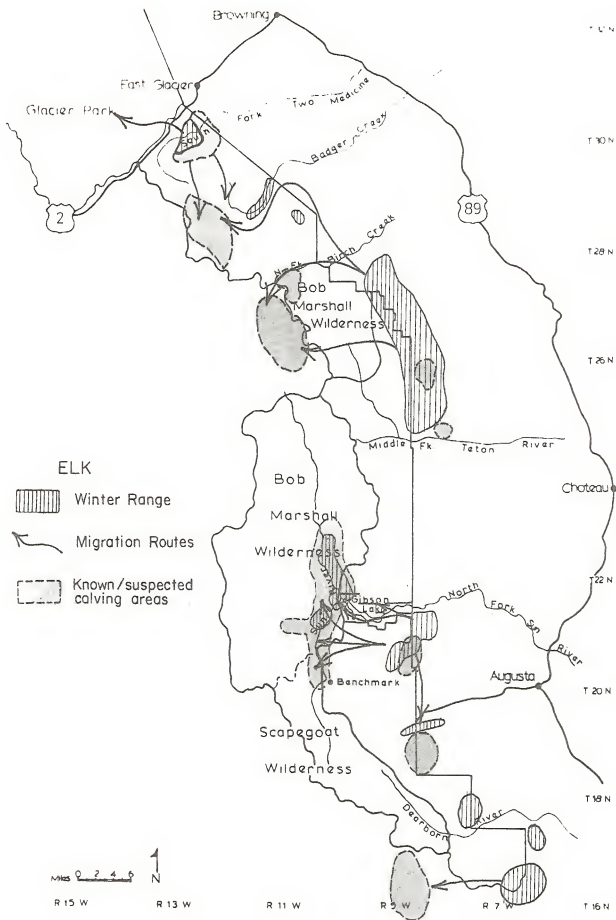 Browning
East Glacier
Glacier Park
Fork Two Medicine
South
Badger Creek
T 30 N
2
89
T 28 N
N. Fk. Birch Creek
Bob
Marshall
Wilderness
T 26 N
Middle Fk Teton River
ELK
Winter Range
Migration Routes
Known/suspected
calving areas
Bob
Marshall
Wilderness
Choteau
T 22 N
Gibson
Lake
North
Fork Sun
River
Benchmark
Augusta
T 20 N
Scapegoat
Wilderness
T 18 N
Dearborn River
Miles 0 2 4 6
N
R 15 W
R 13 W
R 11 W
R 9 W
R 7 W
T 16 N